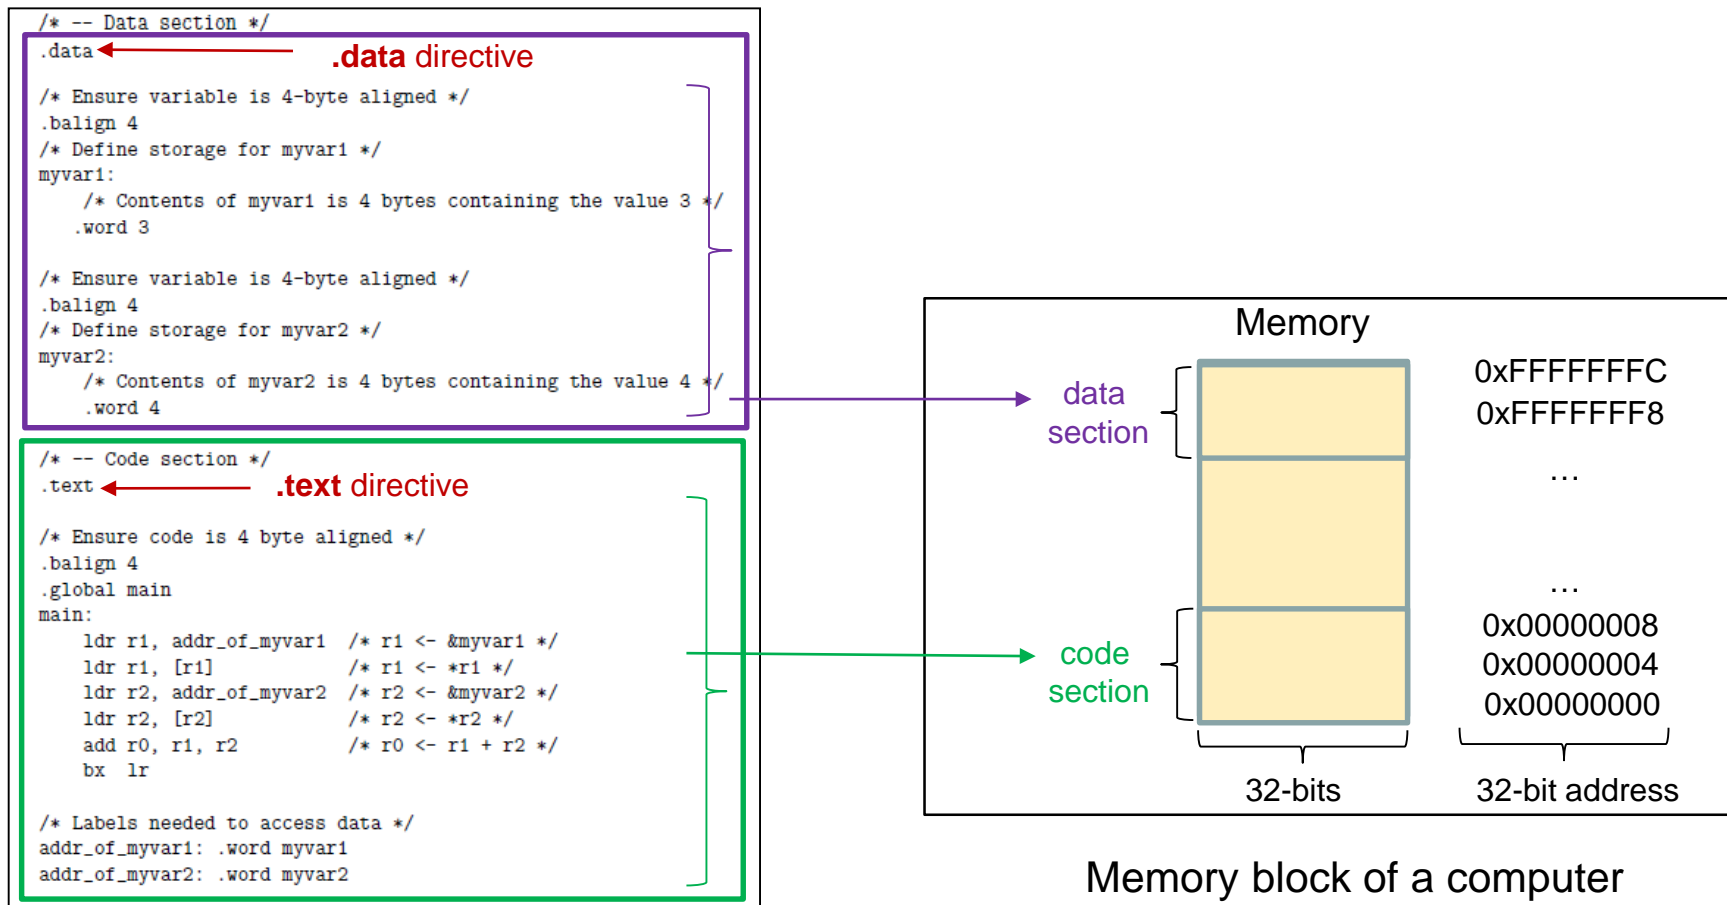 /* -- Data section */
.data
.data directive
/* Ensure variable is 4-byte aligned */
.balign 4
/* Define storage for myvar1 */
myvar1:
/* Contents of myvar1 is 4 bytes containing the value 3 */
.word 3
/* Ensure variable is 4-byte aligned */
.balign 4
/* Define storage for myvar2 */
myvar2:
/* Contents of myvar2 is 4 bytes containing the value 4 */
.word 4
/* -- Code section */
.text
.text directive
/* Ensure code is 4 byte aligned */
.balign 4
.global main
main:
ldr r1, addr_of_myvar1 /* r1 <- &myvar1 */
ldr r1, [r1] /* r1 <- *r1 */
ldr r2, addr_of_myvar2 /* r2 <- &myvar2 */
ldr r2, [r2] /* r2 <- *r2 */
add r0, r1, r2 /* r0 <- r1 + r2 */
bx lr
/* Labels needed to access data */
addr_of_myvar1: .word myvar1
addr_of_myvar2: .word myvar2
Memory
data
section
0xFFFFFFFC
0xFFFFFFF8
…
…
code
section
0x00000008
0x00000004
0x00000000
32-bits
32-bit address
Memory block of a computer